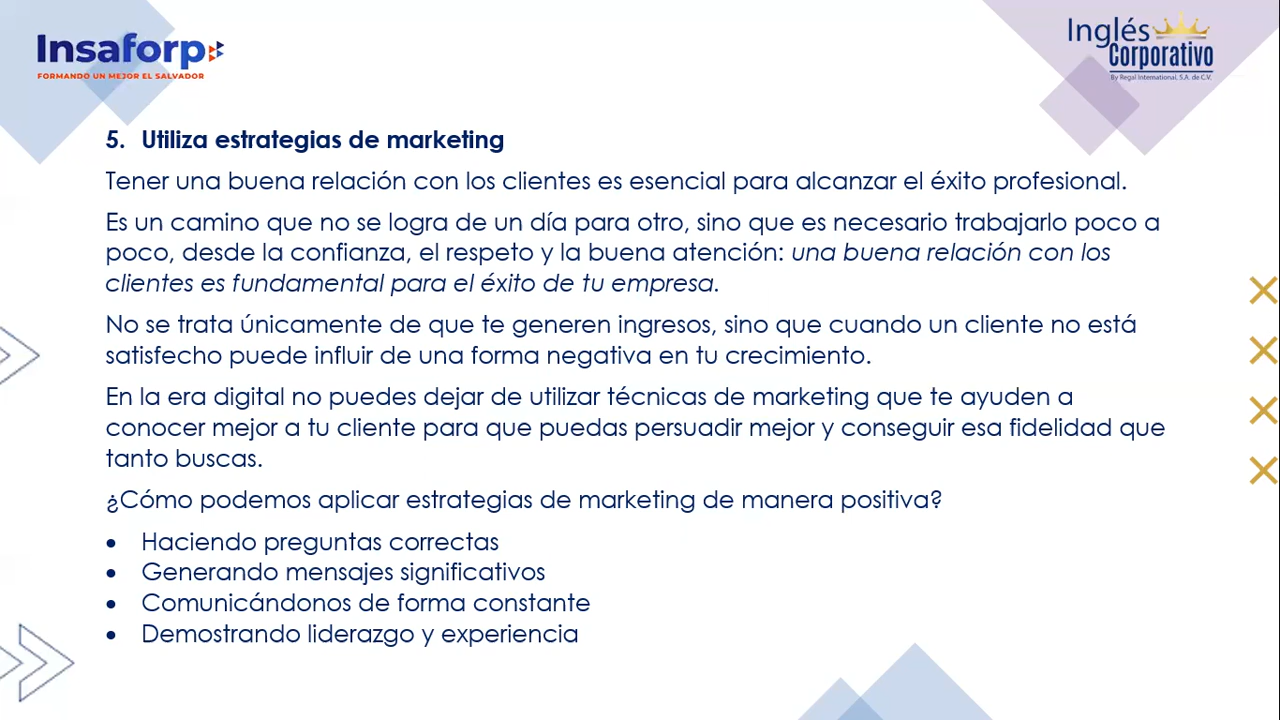 Insaforp
FORMANDO UN MEJOR EL SALVADOR
Inglés
Corporativo
By Regal International, S.A. de C.V.
5. Utiliza estrategias de marketing
Tener una buena relación con los clientes es esencial para alcanzar el éxito profesional.
Es un camino que no se logra de un día para otro, sino que es necesario trabajarlo poco a
poco, desde la confianza, el respeto y la buena atención: una buena relación con los
clientes es fundamental para el éxito de tu empresa.
No se trata únicamente de que te generen ingresos, sino que cuando un cliente no está
satisfecho puede influir de una forma negativa en tu crecimiento.
En la era digital no puedes dejar de utilizar técnicas de marketing que te ayuden a
conocer mejor a tu cliente para que puedas persuadir mejor y conseguir esa fidelidad que
tanto buscas.
¿Cómo podemos aplicar estrategias de marketing de manera positiva?
• Haciendo preguntas correctas
• Generando mensajes significativos
• Comunicándonos de forma constante
• Demostrando liderazgo y experiencia